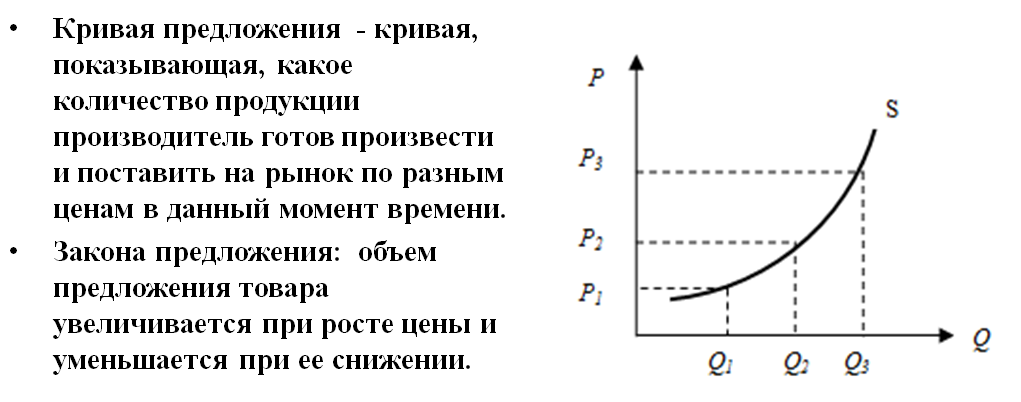 • Кривая предложения - кривая,
показывающая, какое
количество продукции
производитель готов произвести
и поставить на рынок по разным
ценам в данный момент времени.
• Закона предложения: объем
предложения товара
увеличивается при росте цены и
уменьшается при ее снижении.
P
S
P3
P2
P1
Q1 Q2 Q3
Q